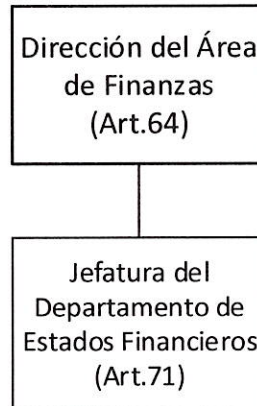 Dirección del Área
de Finanzas
(Art.64)
Jefatura del
Departamento de
Estados Financieros
(Art.71)